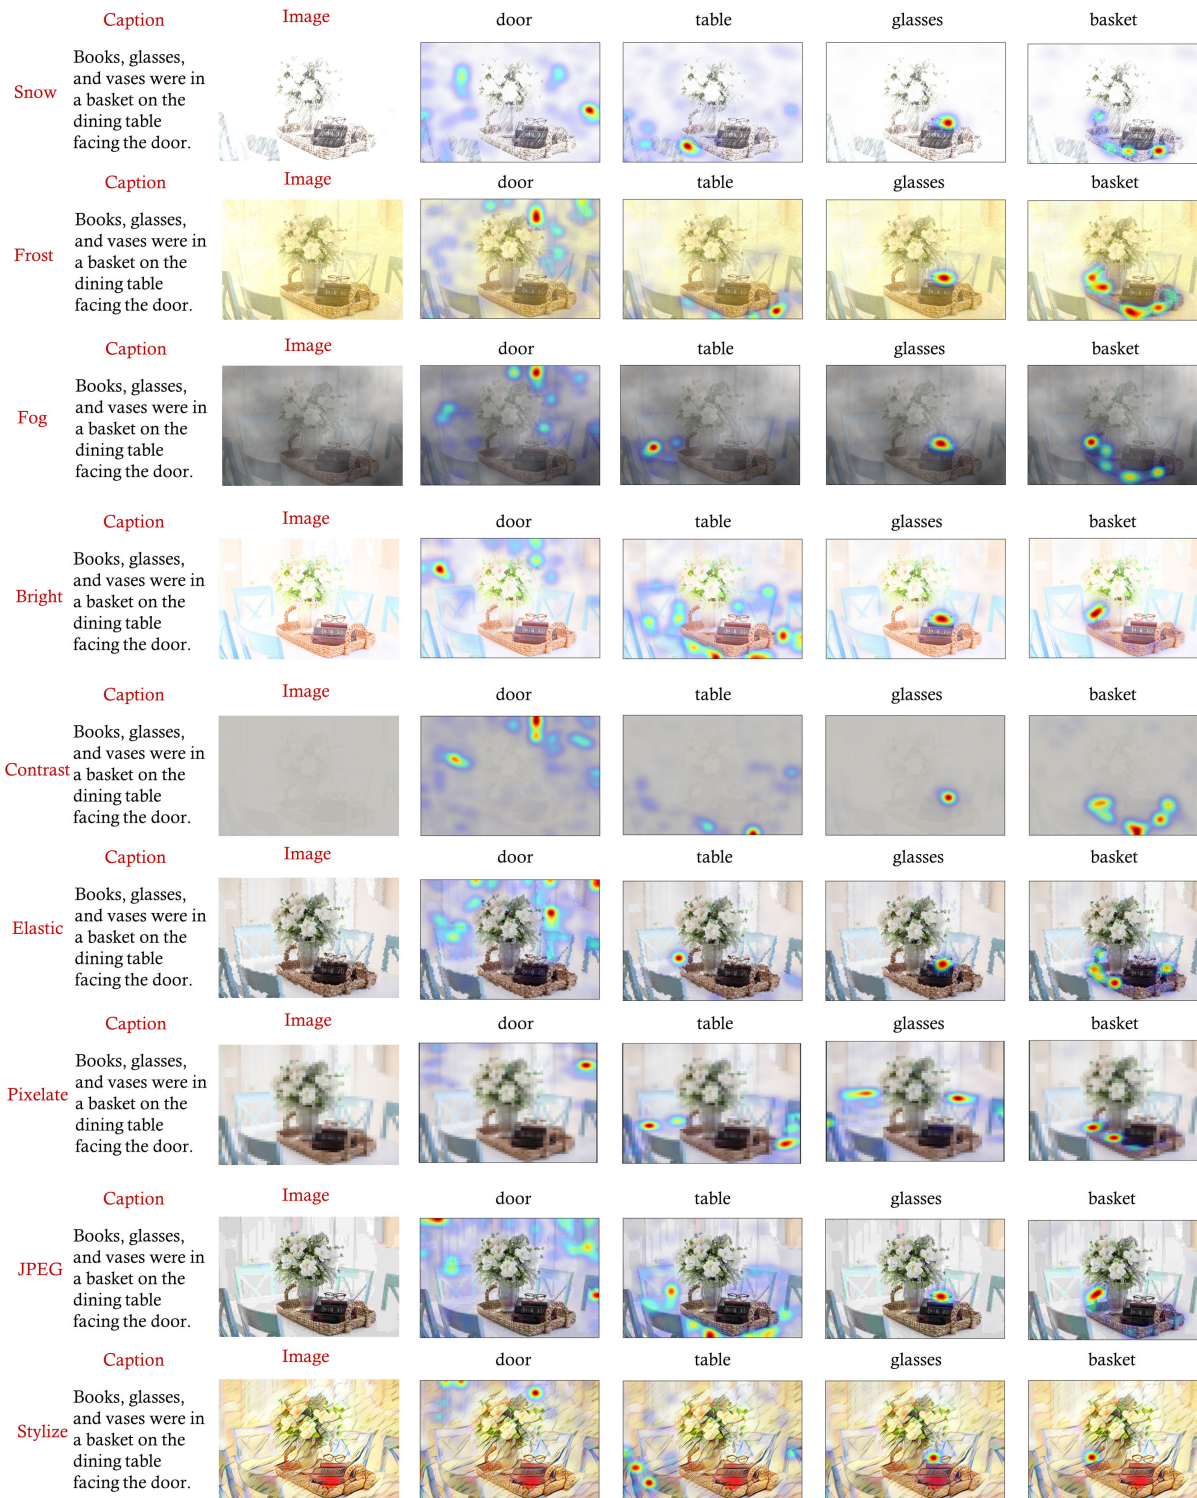 Caption Image door table glasses basket
Snow
Books, glasses,
and vases were in
a basket on the
dining table
facing the door.
Caption Image door table glasses basket
Frost
Books, glasses,
and vases were in
a basket on the
dining table
facing the door.
Caption Image door table glasses basket
Fog
Books, glasses,
and vases were in
a basket on the
dining table
facing the door.
Caption Image door table glasses basket
Bright
Books, glasses,
and vases were in
a basket on the
dining table
facing the door.
Caption Image door table glasses basket
Contrast
Books, glasses,
and vases were in
a basket on the
dining table
facing the door.
Caption Image door table glasses basket
Elastic
Books, glasses,
and vases were in
a basket on the
dining table
facing the door.
Caption Image door table glasses basket
Pixelate
Books, glasses,
and vases were in
a basket on the
dining table
facing the door.
Caption Image door table glasses basket
JPEG
Books, glasses,
and vases were in
a basket on the
dining table
facing the door.
Caption Image door table glasses basket
Stylize
Books, glasses,
and vases were in
a basket on the
dining table
facing the door.